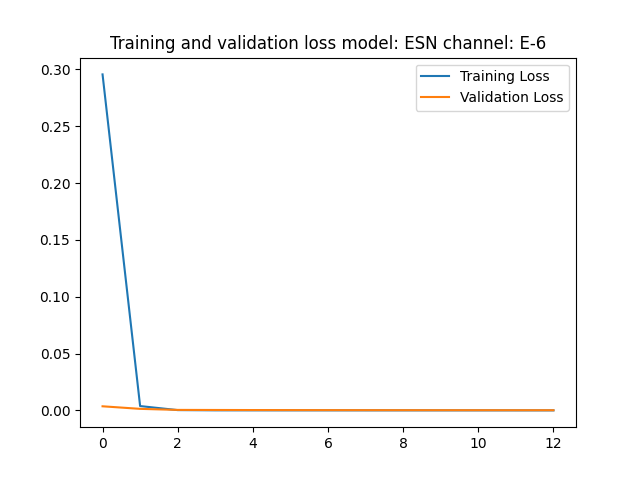 Training and validation loss model: ESN channel: E-6
Training Loss
Validation Loss
0.30
0.25
0.20
0.15
0.10
0.05
0.00
0 2 4 6 8 10 12